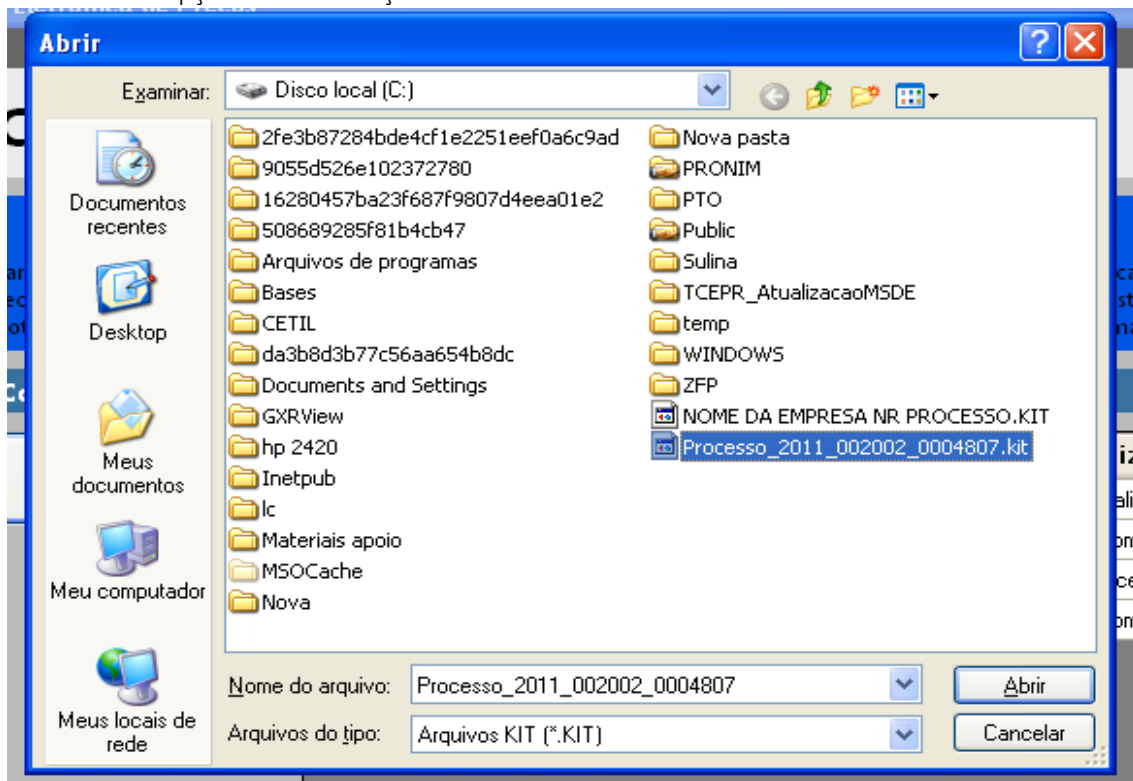 Abrir
Examinar:
Disco local (C:)
Documentos
recentes
Desktop
Meus
documentos
Meu computador
Meus locais de
rede
2fe3b87284bde4cf1e2251eef0a6c9ad
9055d526e102372780
16280457ba23f687f9807d4eea01e2
508689285f81b4cb47
Arquivos de programas
Bases
CETIL
da3b8d3b77c56aa654b8dc
Documents and Settings
GXRView
hp 2420
Inetpub
lc
Materiais apoio
MSOCache
Nova
Nova pasta
PRONIM
PTO
Public
Sulina
TCEPR_AtualizacaoMSDE
temp
WINDOWS
ZFP
NOME DA EMPRESA NR PROCESSO.KIT
Processo_2011_002002_0004807.kit
Nome do arquivo:
Processo_2011_002002_0004807
Abrir
Arquivos do tipo:
Arquivos KIT (*.KIT)
Cancelar